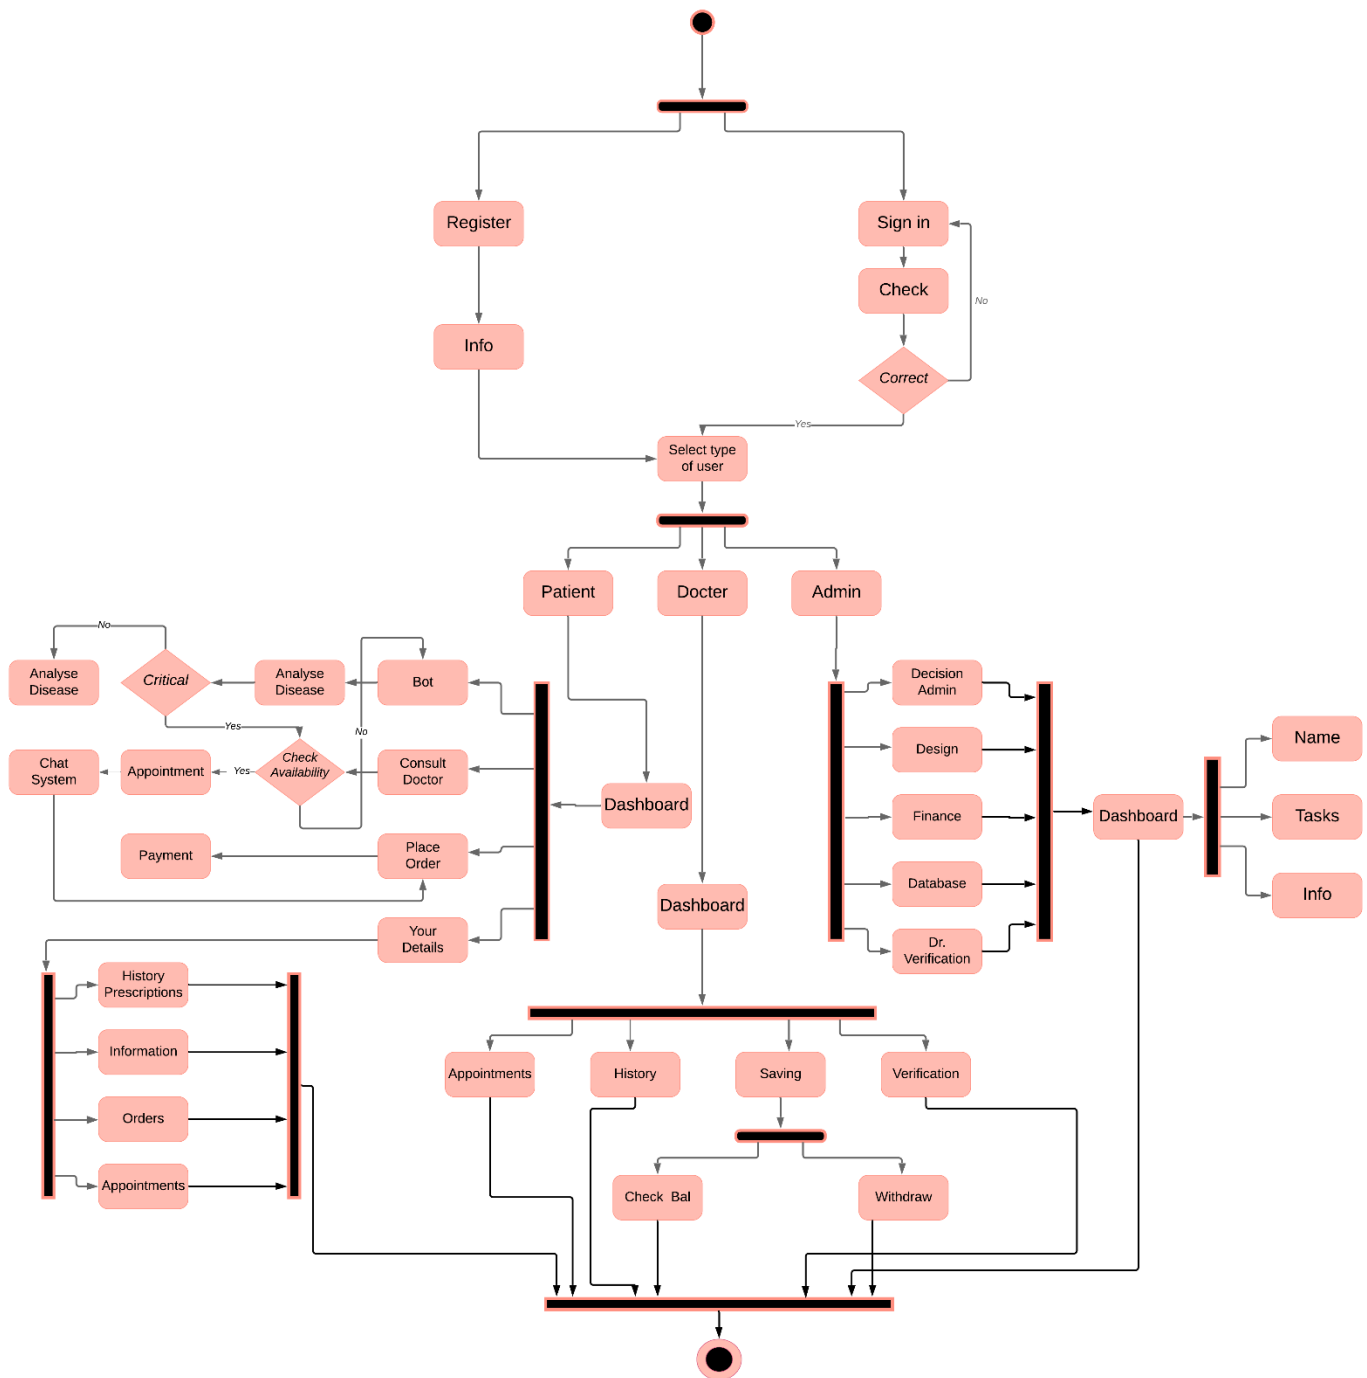 Register
Sign in
Check
No
Info
Correct
Yes
Select type
of user
Patient
Docter
Admin
No
Analyse
Disease
Critical
Analyse
Disease
Bot
Decision
Admin
Yes
No
Name
Design
Chat
System
Appointment
Yes
Check
Availability
Consult
Doctor
Dashboard
Finance
Dashboard
Tasks
Payment
Place
Order
Database
Info
Dashboard
Your
Details
Dr.
Verification
History
Prescriptions
Information
Appointments
History
Saving
Verification
Orders
Appointments
Check Bal
Withdraw